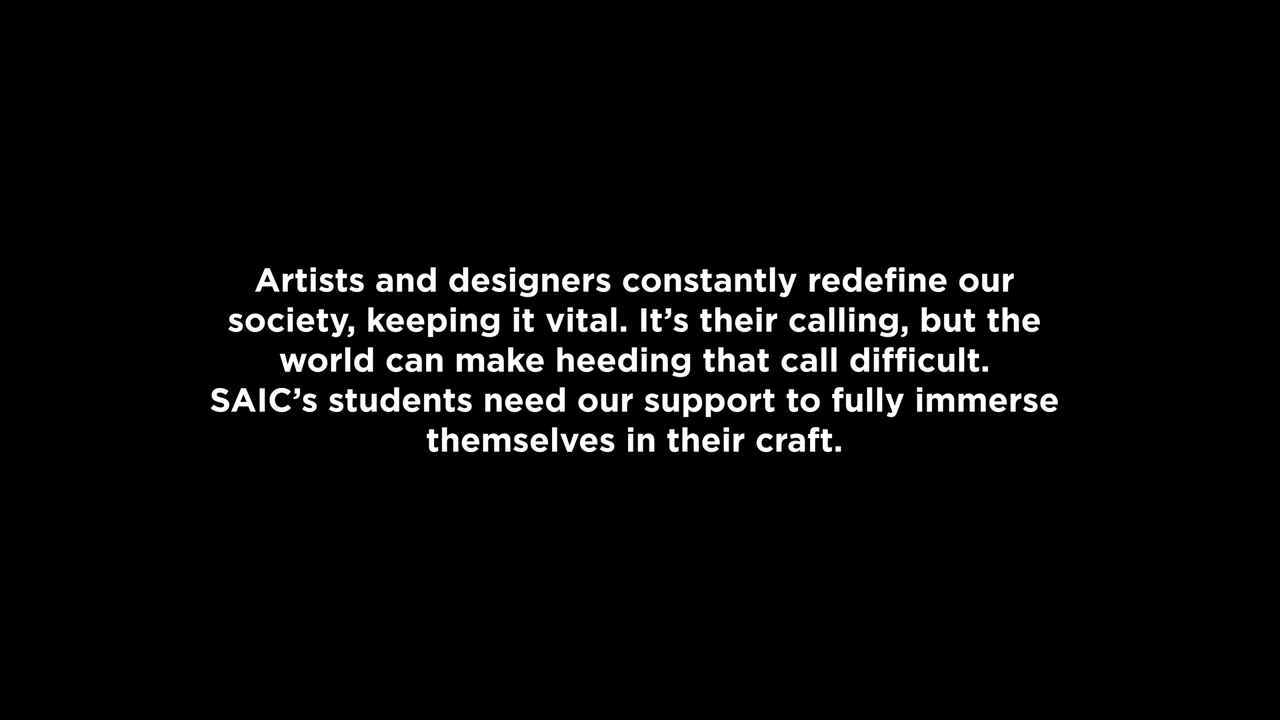 Artists and designers constantly redefine our
society, keeping it vital. It’s their calling, but the
world can make heeding that call difficult.
SAIC’s students need our support to fully immerse
themselves in their craft.